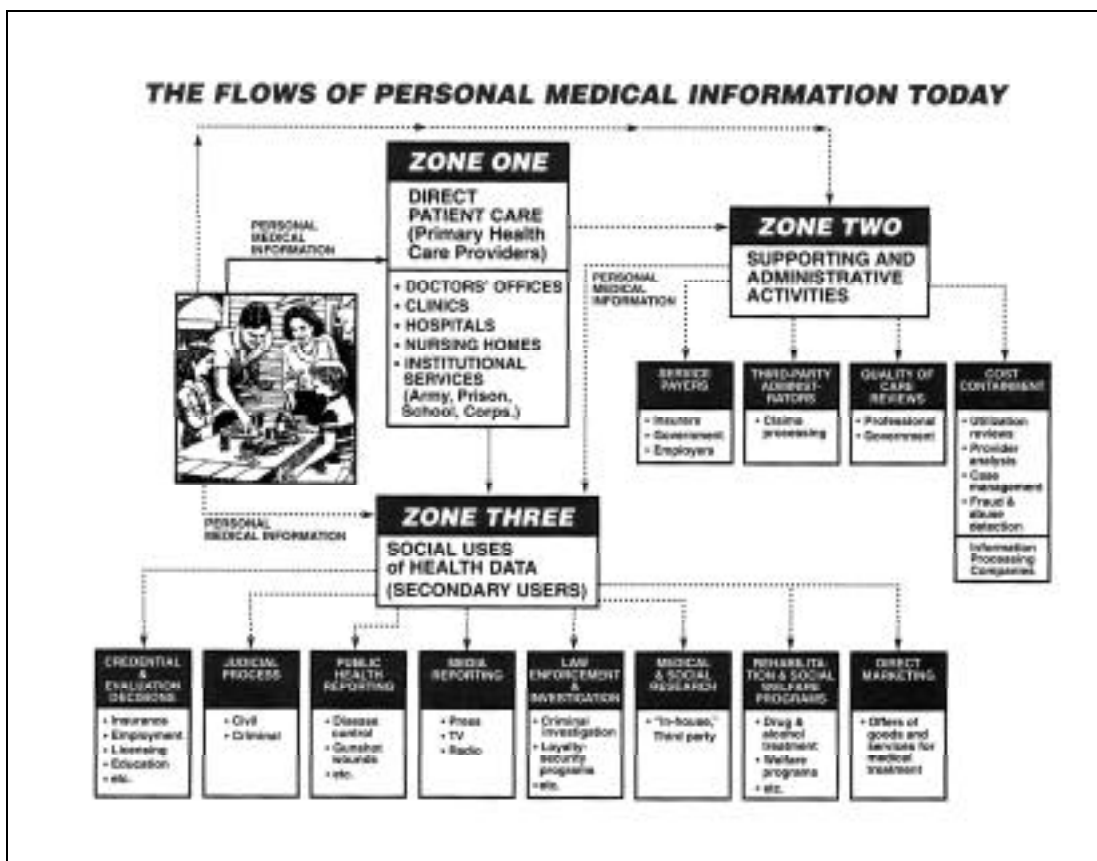 THE FLOWS OF PERSONAL MEDICAL INFORMATION TODAY
ZONE ONE
DIRECT
PATIENT CARE
(Primary Health
Care Providers)
• DOCTORS' OFFICES
• CLINICS
• HOSPITALS
• NURSING HOMES
• INSTITUTIONAL
SERVICES
(Army, Prison,
School, Corps.)
PERSONAL
MEDICAL
INFORMATION
ZONE TWO
SUPPORTING AND
ADMINISTRATIVE
ACTIVITIES
PERSONAL
MEDICAL
INFORMATION
SERVICE
PAYERS
• Insurers
• Government
• Employers
THIRD-PARTY
ADMINIST-
RATORS
• Claims
processing
QUALITY OF
CARE
REVIEWS
• Professional
• Government
COST
CONTAINMENT
• Utilization
reviews
• Provider
analysis
• Case
management
• Fraud &
abuse
detection
Information
Processing
Companies
PERSONAL
MEDICAL INFORMATION
ZONE THREE
SOCIAL USES
of HEALTH DATA
(SECONDARY USERS)
CREDENTIAL
&
EVALUATION
DECISIONS
• Insurance
• Employment
• Licensing
• Education
• etc.
JUDICIAL
PROCESS
• Civil
• Criminal
PUBLIC
HEALTH
REPORTING
• Disease
control
• Gunshot
wounds
• etc.
MEDIA
REPORTING
• Press
• TV
• Radio
LAW
ENFORCEMENT
&
INVESTIGATION
• Criminal
investigation
• Loyalty-
security
programs
• etc.
MEDICAL
& SOCIAL
RESEARCH
• "In-house,"
Third party
REHABILITA-
TION & SOCIAL
WELFARE
PROGRAMS
• Drug &
alcohol
treatment
• Welfare
programs
• etc.
DIRECT
MARKETING
• Offers of
goods and
services for
medical
treatment